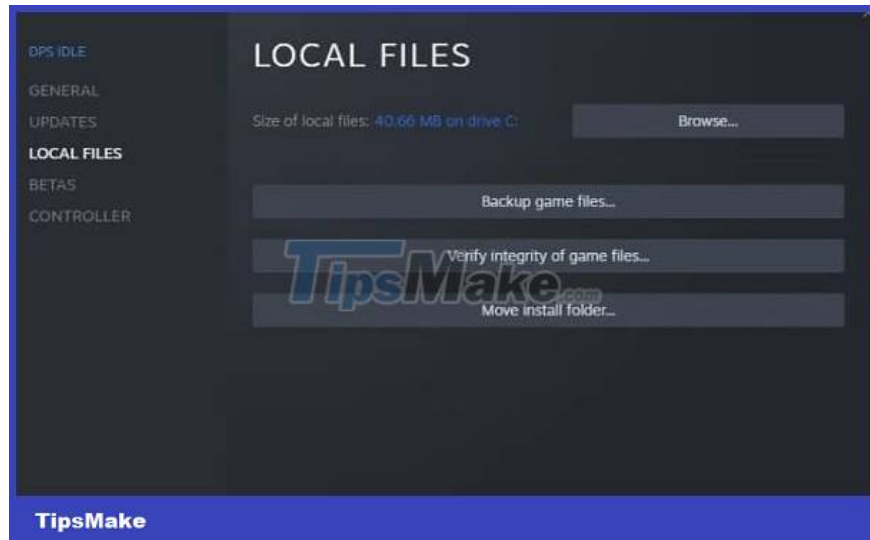 DPS IDLE
GENERAL
UPDATES
LOCAL FILES
BETAS
CONTROLLER
LOCAL FILES
Size of local files: 40.66 MB on drive C:
Browse...
Backup game files...
Verify integrity of game files...
Move install folder...
TipsMake.com
TipsMake